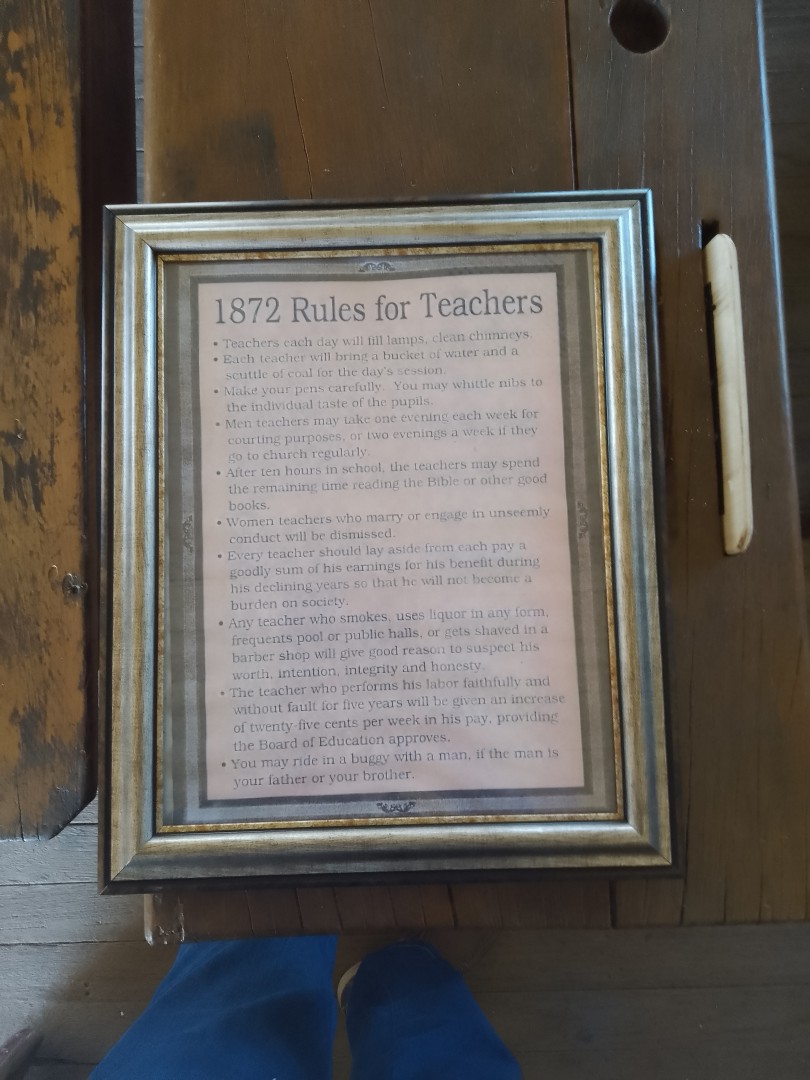 1872 Rules for Teachers
• Teachers each day will fill lamps, clean chimneys.
• Each teacher will bring a bucket of water and a
scuttle of coal for the day's session.
• Make your pens carefully. You may whittle nibs to
the individual taste of the pupils.
• Men teachers may take one evening each week for
courting purposes, or two evenings a week if they
go to church regularly.
• After ten hours in school, the teachers may spend
the remaining time reading the Bible or other good
books.
• Women teachers who marry or engage in unseemly
conduct will be dismissed.
• Every teacher should lay aside from each pay a
goodly sum of his earnings for his benefit during
his declining years so that he will not become a
burden on society.
• Any teacher who smokes, uses liquor in any form,
frequents pool or public halls, or gets shaved in a
barber shop will give good reason to suspect his
worth, intention, integrity and honesty.
• The teacher who performs his labor faithfully and
without fault for five years will be given an increase
of twenty-five cents per week in his pay, providing
the Board of Education approves.
• You may ride in a buggy with a man, if the man is
your father or your brother.